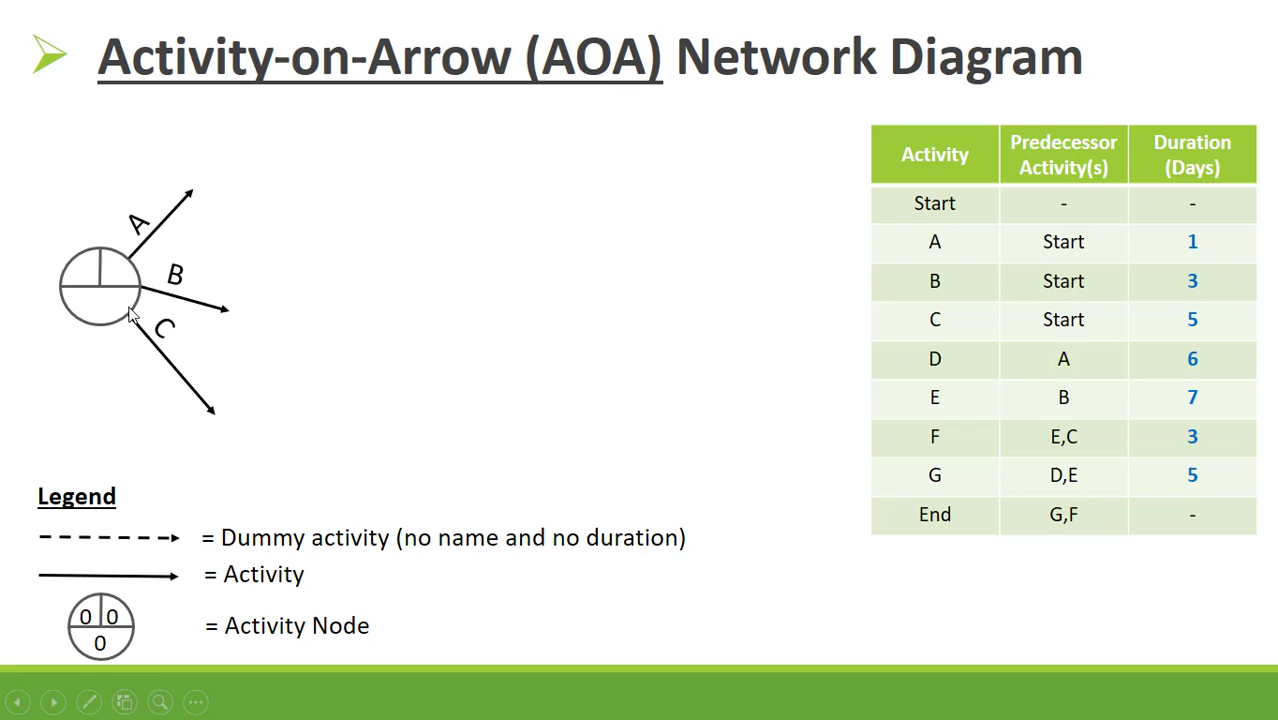 Activity-on-Arrow (AOA) Network Diagram
A
B
C
Activity Predecessor Activity(s) Duration (Days)
Start - -
A Start 1
B Start 3
C Start 5
D A 6
E B 7
F E,C 3
G D,E 5
End G,F -
Legend
= Dummy activity (no name and no duration)
= Activity
0 0
0
= Activity Node